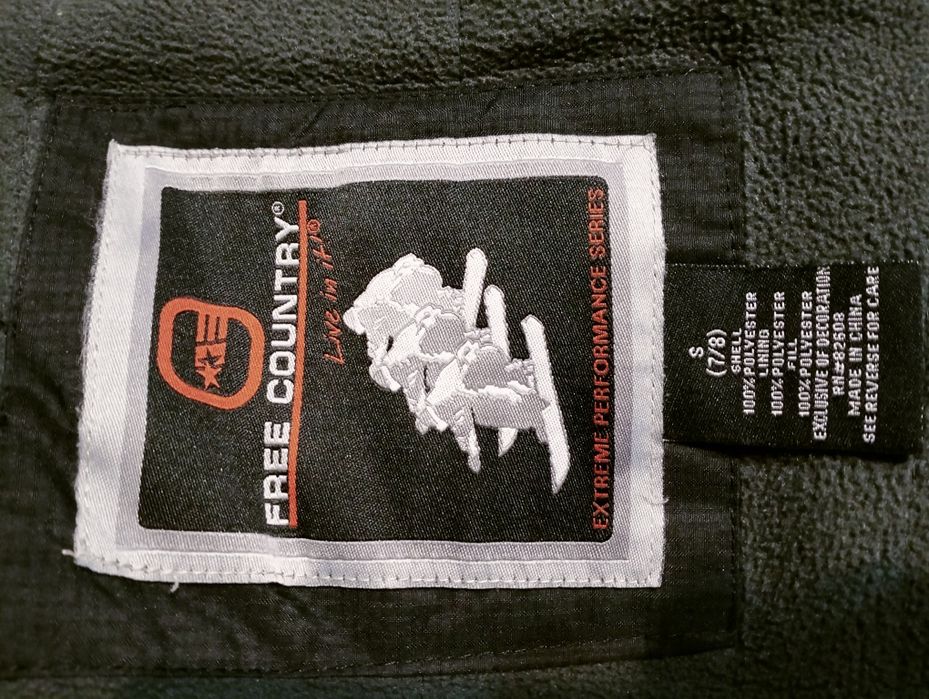 FREE COUNTRY®
Live in it!®
EXTREME PERFORMANCE SERIES
S
(7/8)
SHELL
100% POLYESTER
LINING
100% POLYESTER
FILL
100% POLYESTER
EXCLUSIVE OF DECORATION
RN#82608
MADE IN CHINA
SEE REVERSE FOR CARE